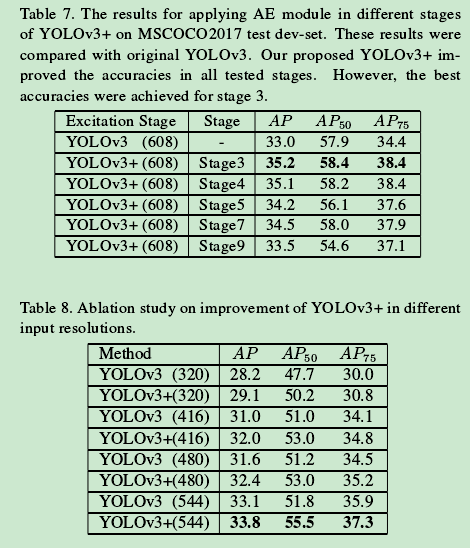 Table 7. The results for applying AE module in different stages
of YOLOv3+ on MSCOCO2017 test dev-set. These results were
compared with original YOLOv3. Our proposed YOLOv3+ im-
proved the accuracies in all tested stages. However, the best
accuracies were achieved for stage 3.
Excitation Stage Stage AP AP50 AP75
YOLOv3 (608) - 33.0 57.9 34.4
YOLOv3+ (608) Stage3 35.2 58.4 38.4
YOLOv3+ (608) Stage4 35.1 58.2 38.4
YOLOv3+ (608) Stage5 34.2 56.1 37.6
YOLOv3+ (608) Stage7 34.5 58.0 37.9
YOLOv3+ (608) Stage9 33.5 54.6 37.1
Table 8. Ablation study on improvement of YOLOv3+ in different
input resolutions.
Method AP AP50 AP75
YOLOv3 (320) 28.2 47.7 30.0
YOLOv3+(320) 29.1 50.2 30.8
YOLOv3 (416) 31.0 51.0 34.1
YOLOv3+(416) 32.0 53.0 34.8
YOLOv3 (480) 31.6 51.2 34.5
YOLOv3+(480) 32.4 53.0 35.2
YOLOv3 (544) 33.1 51.8 35.9
YOLOv3+(544) 33.8 55.5 37.3